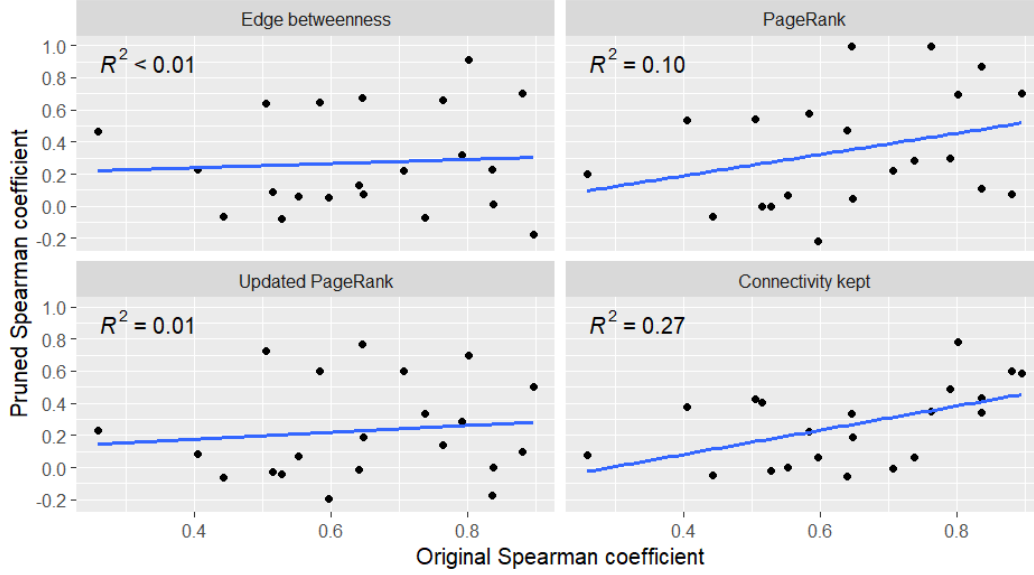 Edge betweenness
PageRank
Pruned Spearman coefficient
1.0
0.8
0.6
0.4
0.2
0.0
-0.2
R² < 0.01
R² = 0.10
Updated PageRank
Connectivity kept
1.0
0.8
0.6
0.4
0.2
0.0
-0.2
R² = 0.01
R² = 0.27
0.4 0.6 0.8 0.4 0.6 0.8
Original Spearman coefficient